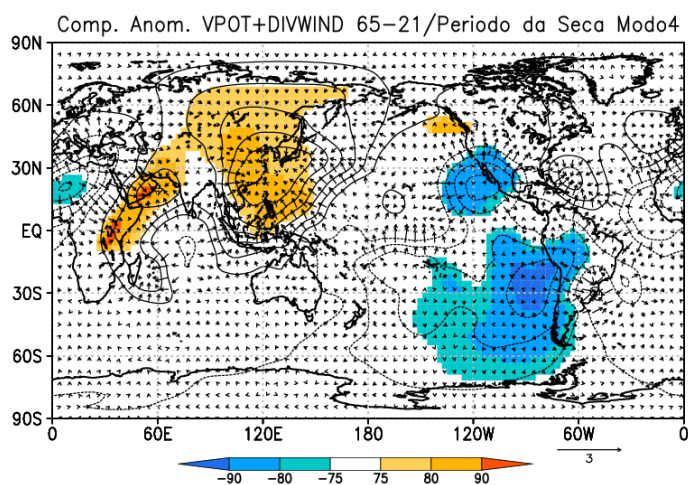 Comp. Anom. VPOT+DIVWIND 65-21/Periodo da Seca Modo4
90N
60N
30N
EQ
30S
60S
90S
0 60E 120E 180 120W 60W 0
3
-90 -80 -75 75 80 90